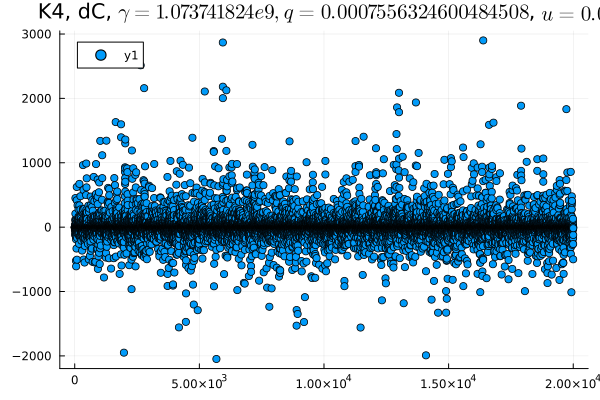 K4, dC, γ = 1.073741824e9, q = 0.0007556324600484508, u = 0.0
y1
3000
2000
1000
0
−1000
−2000
0 5.00×10³ 1.00×10⁴ 1.50×10⁴ 2.00×10⁴